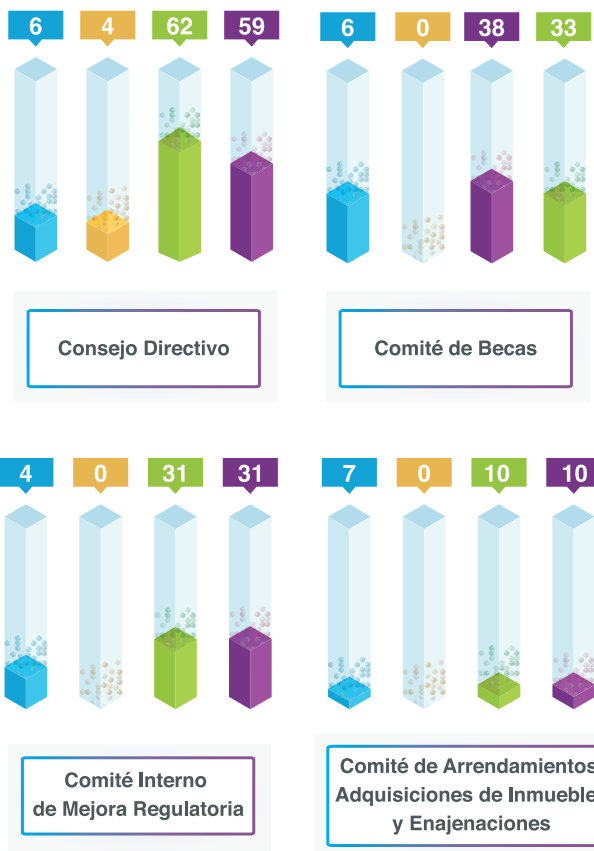 6 4 62 59
6 0 38 33
Consejo Directivo
Comité de Becas
4 0 31 31
7 0 10 10
Comité Interno
de Mejora Regulatoria
Comité de Arrendamientos
Adquisiciones de Inmueble
y Enajenaciones